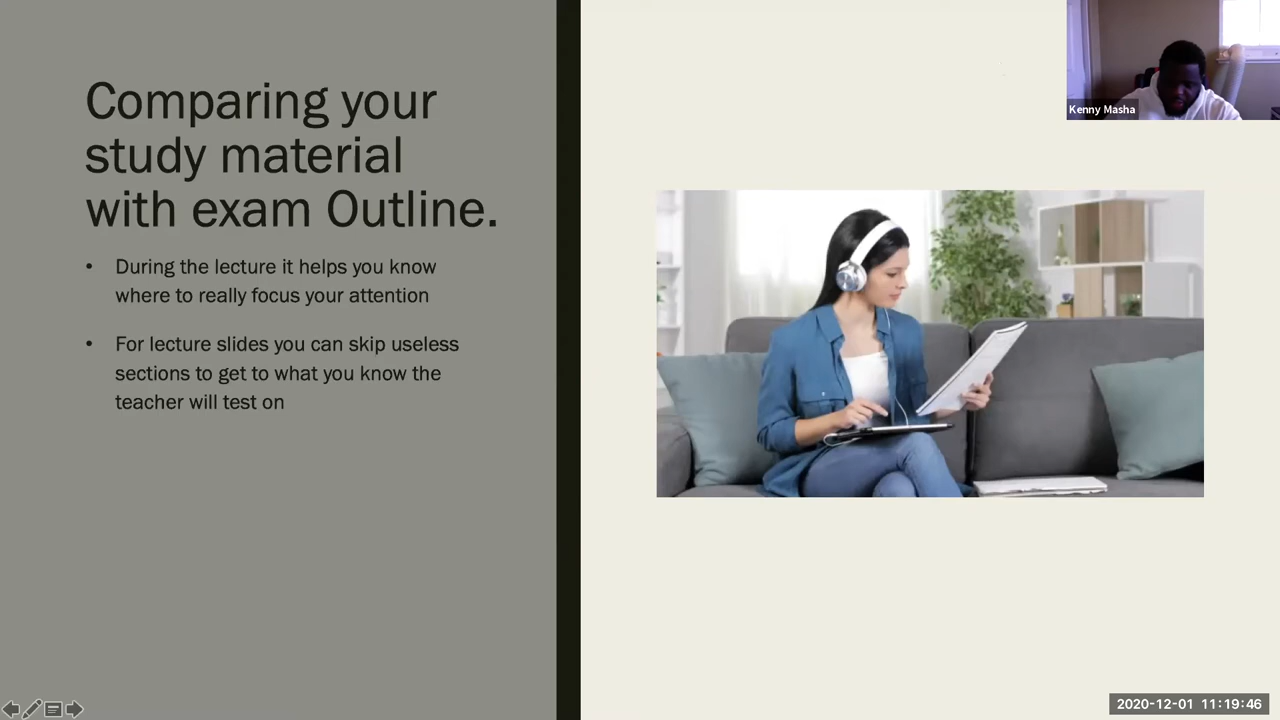 Comparing your
study material
with exam Outline.
• During the lecture it helps you know
where to really focus your attention
• For lecture slides you can skip useless
sections to get to what you know the
teacher will test on
Kenny Masha
2020-12-01 11:19:46